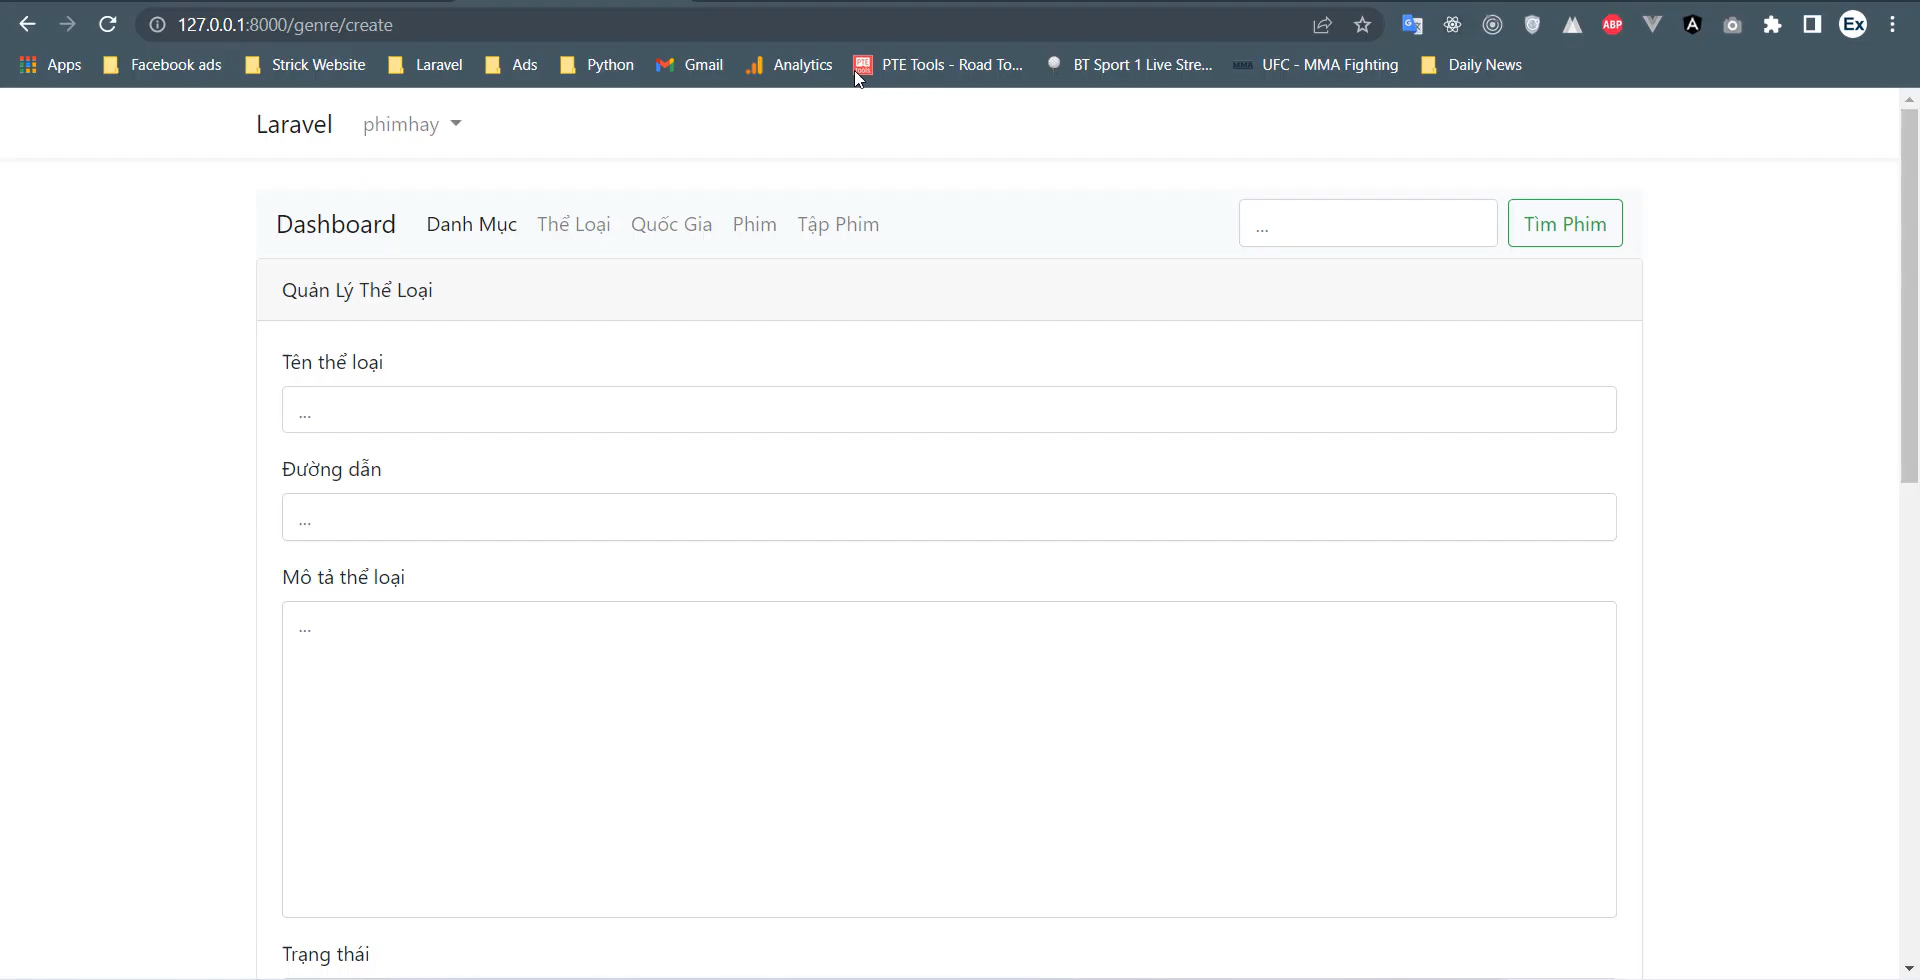 127.0.0.1:8000/genre/create
ABP
A
Ex
Apps Facebook ads Strick Website Laravel Ads Python Gmail Analytics PTE Tools - Road To... BT Sport 1 Live Stre... UFC - MMA Fighting Daily News
Laravel phimhay
Dashboard Danh Mục Thể Loại Quốc Gia Phim Tập Phim ... Tìm Phim
Quản Lý Thể Loại
Tên thể loại
...
Đường dẫn
...
Mô tả thể loại
...
Trạng thái